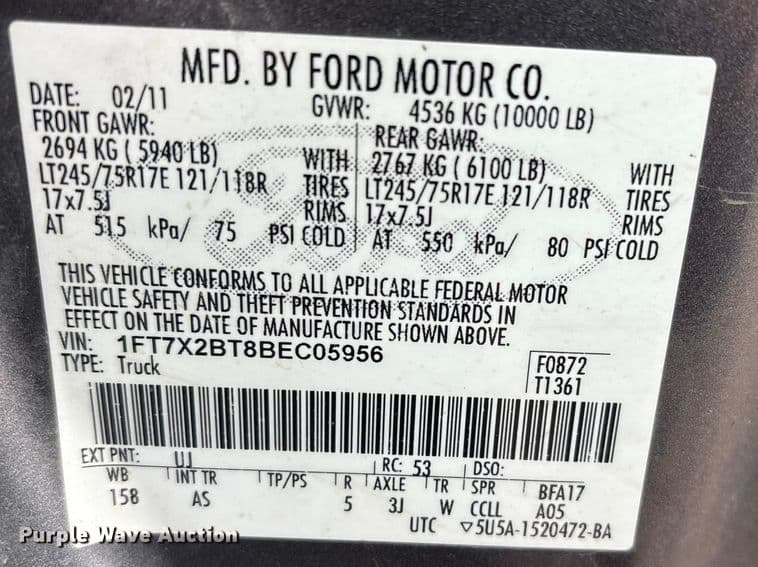 MFD. BY FORD MOTOR CO.
DATE: 02/11 GVWR: 4536 KG (10000 LB)
FRONT GAWR: REAR GAWR:
2694 KG ( 5940 LB) WITH 2767 KG ( 6100 LB) WITH
LT245/75R17E 121/118R TIRES LT245/75R17E 121/118R TIRES
17x7.5J RIMS 17x7.5J RIMS
AT 515 kPa/ 75 PSI COLD AT 550 kPa/ 80 PSI COLD
THIS VEHICLE CONFORMS TO ALL APPLICABLE FEDERAL MOTOR
VEHICLE SAFETY AND THEFT PREVENTION STANDARDS IN
EFFECT ON THE DATE OF MANUFACTURE SHOWN ABOVE.
VIN: 1FT7X2BT8BEC05956
TYPE: Truck
F0872
T1361
EXT PNT: UJ RC: 53 DSO:
WB INT TR TP/PS R AXLE TR SPR BFA17
158 AS 5 3J W CCLL A05
UTC ▽5U5A-1520472-BA
Purple Wave Auction